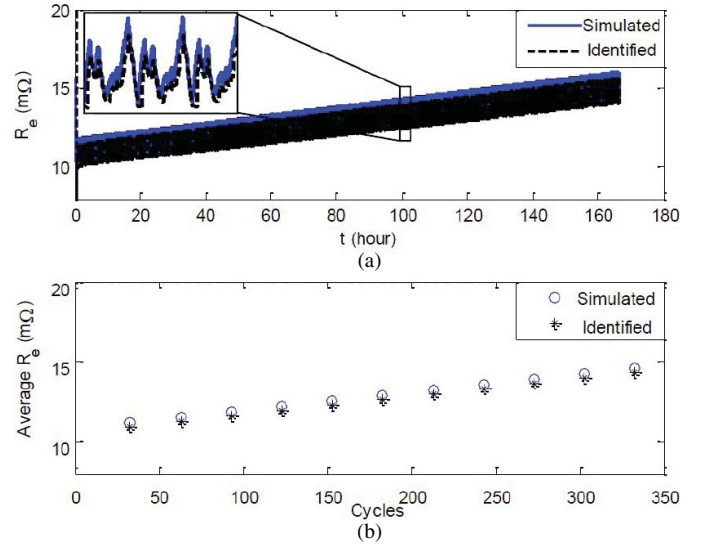 20
15
10
R_e (mΩ)
Simulated
Identified
0 20 40 60 80 100 120 140 160 180
t (hour)
(a)
20
15
10
Average R_e (mΩ)
Simulated
Identified
0 50 100 150 200 250 300 350
Cycles
(b)